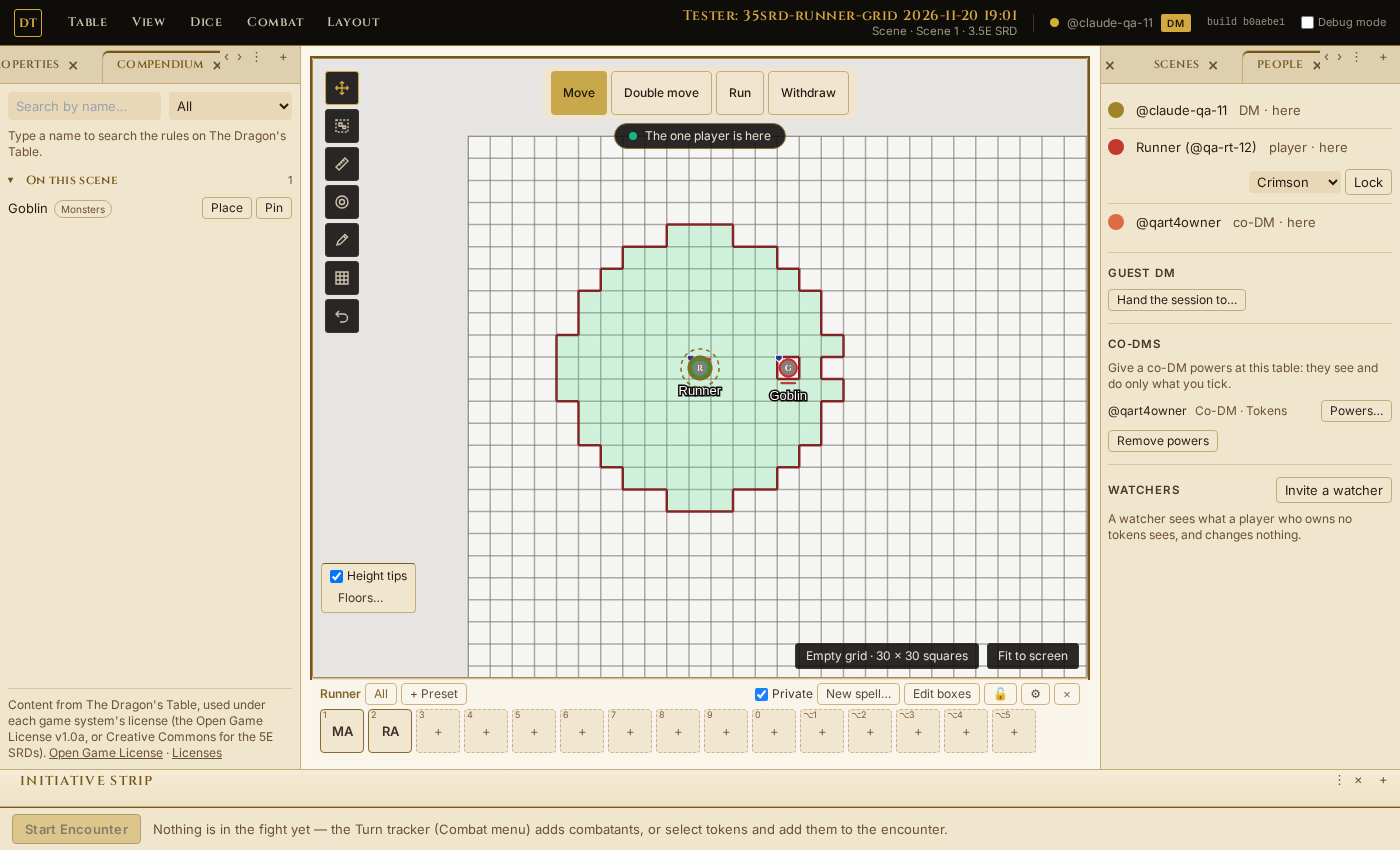 DT
TABLE VIEW DICE COMBAT LAYOUT
TESTER: 35SRD-RUNNER-GRID 2026-11-20 19:01
Scene · Scene 1 · 3.5E SRD
@claude-qa-11 DM
build b0aebe1
Debug mode
OPERTIES × COMPENDIUM × ‹ › ⋮ +
Search by name...
All
Type a name to search the rules on The Dragon's
Table.
▾ ON THIS SCENE 1
Goblin Monsters Place Pin
Content from The Dragon's Table, used under
each game system's license (the Open Game
License v1.0a, or Creative Commons for the 5E
SRDs). Open Game License · Licenses
Move Double move Run Withdraw
The one player is here
R
Runner
G
Goblin
Height tips
Floors...
Empty grid · 30 × 30 squares Fit to screen
Runner All + Preset
Private New spell... Edit boxes 🔓 ⚙ ×
1 2 3 4 5 6 7 8 9 0 ⌥1 ⌥2 ⌥3 ⌥4 ⌥5
MA RA + + + + + + + + + + + + +
× SCENES × PEOPLE × ‹ › ⋮ +
@claude-qa-11 DM · here
Runner (@qa-rt-12) player · here
Crimson Lock
@qart4owner co-DM · here
GUEST DM
Hand the session to...
CO-DMS
Give a co-DM powers at this table: they see and
do only what you tick.
@qart4owner Co-DM · Tokens Powers...
Remove powers
WATCHERS Invite a watcher
A watcher sees what a player who owns no
tokens sees, and changes nothing.
INITIATIVE STRIP ⋮ × +
Start Encounter Nothing is in the fight yet — the Turn tracker (Combat menu) adds combatants, or select tokens and add them to the encounter.